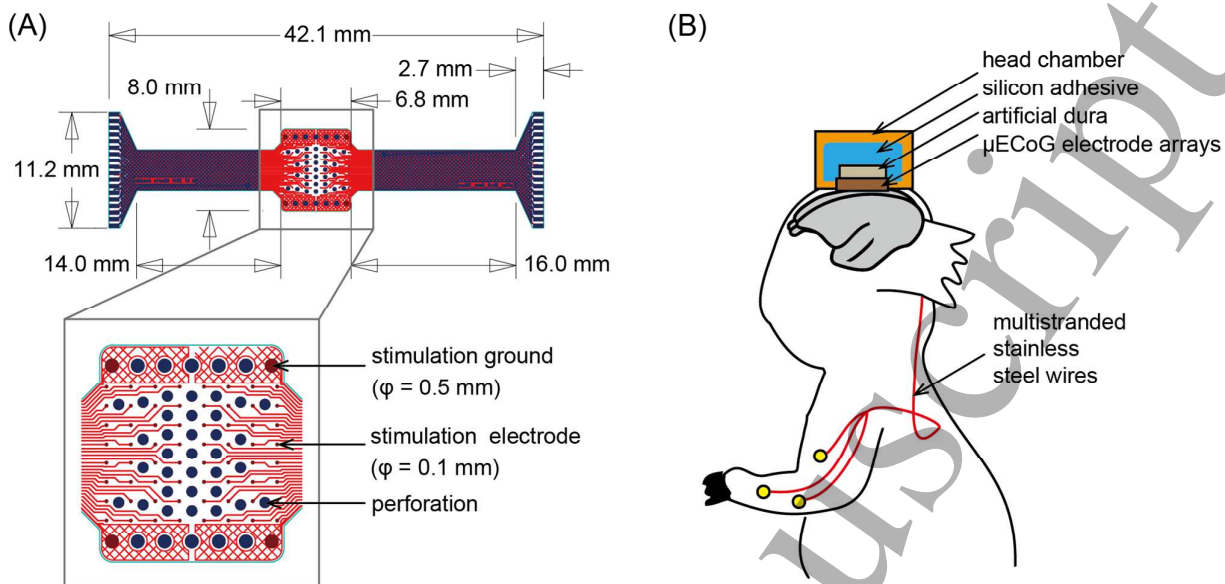 (A)
42.1 mm
2.7 mm
8.0 mm
6.8 mm
11.2 mm
14.0 mm
16.0 mm
stimulation ground
(φ = 0.5 mm)
stimulation electrode
(φ = 0.1 mm)
perforation
(B)
head chamber
silicon adhesive
artificial dura
μECoG electrode arrays
multistranded
stainless
steel wires
uscript